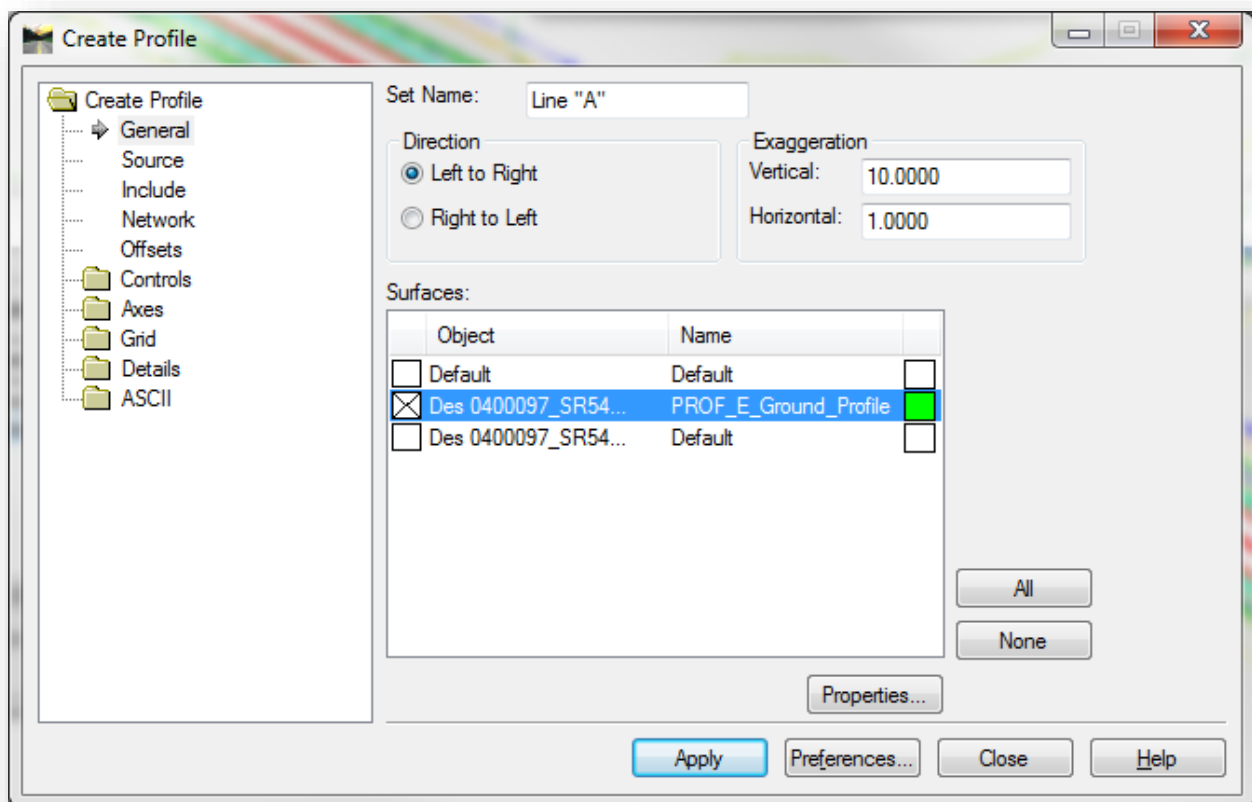 Create Profile
Create Profile
General
Source
Include
Network
Offsets
Controls
Axes
Grid
Details
ASCII
Set Name: Line "A"
Direction
Left to Right
Right to Left
Exaggeration
Vertical: 10.0000
Horizontal: 1.0000
Surfaces:
Object Name
Default Default
Des 0400097_SR54... PROF_E_Ground_Profile
Des 0400097_SR54... Default
All
None
Properties...
Apply Preferences... Close Help